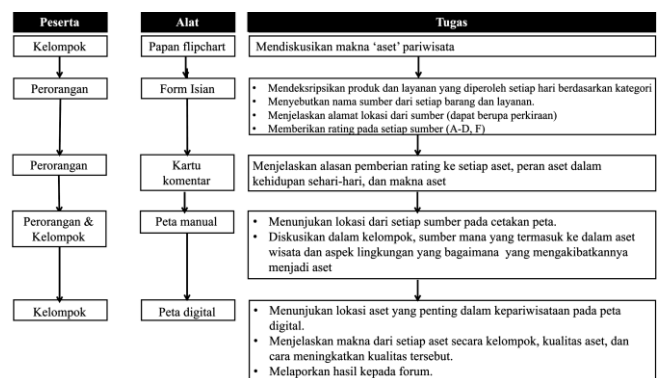 Peserta Alat Tugas
Kelompok Papan flipchart Mendiskusikan makna ‘aset’ pariwisata
Perorangan Form Isian
• Mendeksripsikan produk dan layanan yang diperoleh setiap hari berdasarkan kategori
• Menyebutkan nama sumber dari setiap barang dan layanan.
• Menjelaskan alamat lokasi dari sumber (dapat berupa perkiraan)
• Memberikan rating pada setiap sumber (A-D, F)
Perorangan Kartu
komentar
Menjelaskan alasan pemberian rating ke setiap aset, peran aset dalam
kehidupan sehari-hari, dan makna aset
Perorangan &
Kelompok
Peta manual
• Menunjukan lokasi dari setiap sumber pada cetakan peta.
• Diskusikan dalam kelompok, sumber mana yang termasuk ke dalam aset
wisata dan aspek lingkungan yang bagaimana yang mengakibatkannya
menjadi aset
Kelompok Peta digital
• Menunjukan lokasi aset yang penting dalam kepariwisataan pada peta
digital.
• Menjelaskan makna dari setiap aset secara kelompok, kualitas aset, dan
cara meningkatkan kualitas tersebut.
• Melaporkan hasil kepada forum.